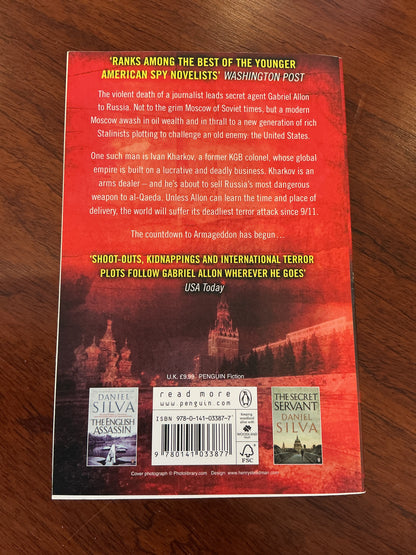 ‘RANKS AMONG THE BEST OF THE YOUNGER
AMERICAN SPY NOVELISTS’ WASHINGTON POST
The violent death of a journalist leads secret agent Gabriel Allon
to Russia. Not to the grim Moscow of Soviet times, but a modern
Moscow awash in oil wealth and in thrall to a new generation of rich
Stalinists plotting to challenge an old enemy: the United States.
One such man is Ivan Kharkov, a former KGB colonel, whose global
empire is built on a lucrative and deadly business. Kharkov is an
arms dealer – and he’s about to sell Russia’s most dangerous
weapon to al-Qaeda. Unless Allon can learn the time and place of
delivery, the world will suffer its deadliest terror attack since 9/11.
The countdown to Armageddon has begun…
‘SHOOT-OUTS, KIDNAPPINGS AND INTERNATIONAL TERROR
PLOTS FOLLOW GABRIEL ALLON WHEREVER HE GOES’
USA Today
U.K. £9.99 PENGUIN Fiction
DANIEL
SILVA
THE ENGLISH
ASSASSIN
read more
www.penguin.com
ISBN 978-0-141-03387-7
9 780141 033877
FSC
THE SECRET
SERVANT
DANIEL
SILVA
Cover photograph © Photolibrary.com Design www.henrysteadman.com